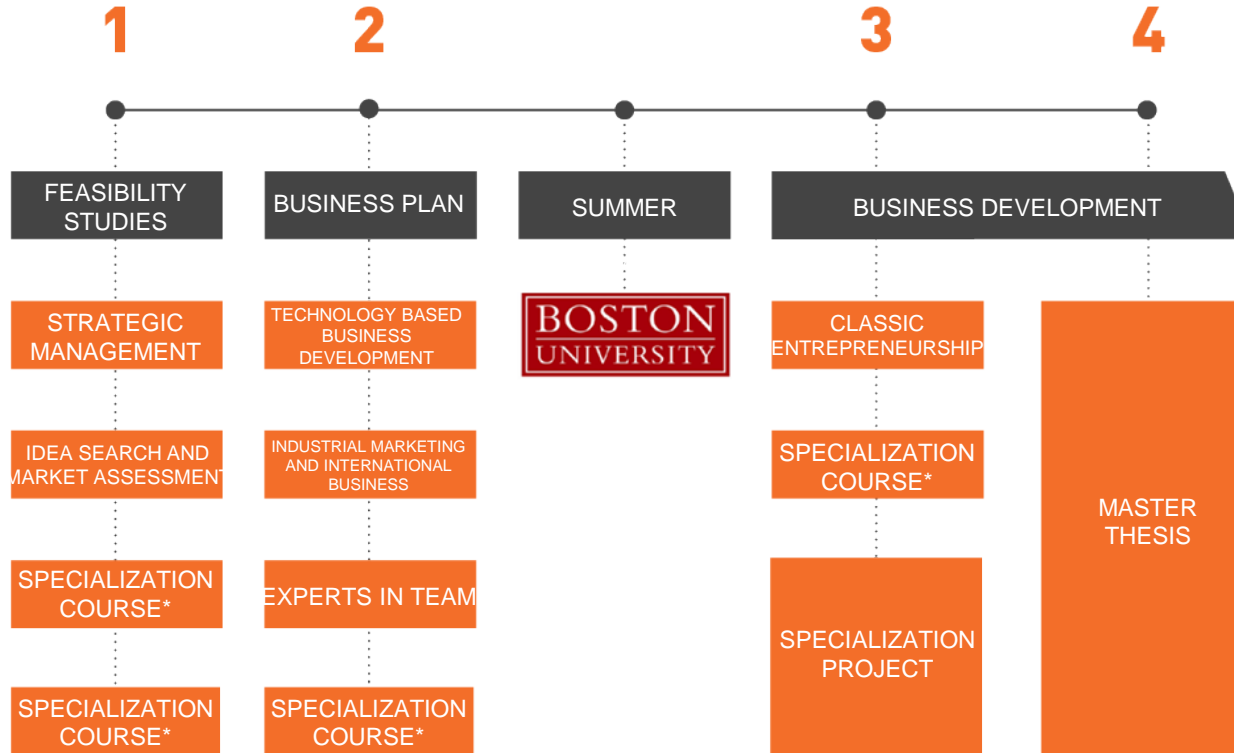 1
2
3
4
FEASIBILITY
STUDIES
BUSINESS PLAN
SUMMER
BUSINESS DEVELOPMENT
STRATEGIC
MANAGEMENT
TECHNOLOGY BASED
BUSINESS
DEVELOPMENT
BOSTON
UNIVERSITY
CLASSIC
ENTREPRENEURSHIP
IDEA SEARCH AND
MARKET ASSESSMENT
INDUSTRIAL MARKETING
AND INTERNATIONAL
BUSINESS
SPECIALIZATION
COURSE*
MASTER
THESIS
SPECIALIZATION
COURSE*
EXPERTS IN TEAM
SPECIALIZATION
PROJECT
SPECIALIZATION
COURSE*
SPECIALIZATION
COURSE*